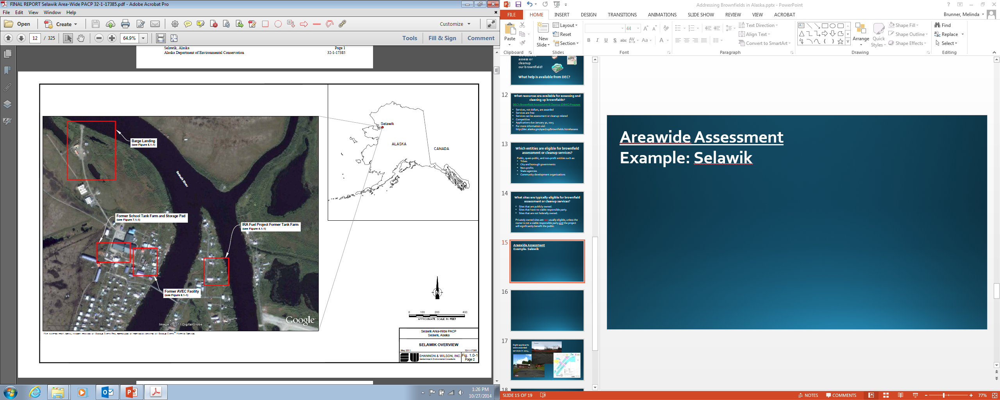 FINAL REPORT Selawik Area-Wide PACP 32-1-17385.pdf - Adobe Acrobat Pro
File Edit View Window Help
Open Create Customize
12 / 325 64.9% Tools Fill & Sign Comment
Selawik, Alaska Page 1
Alaska Department of Environmental Conservation 32-1-17385
Selawik
ALASKA
CANADA
Barge Landing
(see Figure 5.1-1)
Selawik River
Former School Tank Farm and Storage Pad
(see Figure 7.1-1)
IRA Fuel Project Former Tank Farm
(see Figure 4.1-1)
Former AVEC Facility
(see Figure 6.1-1)
Image © 2011 DigitalGlobe
Google
MAP ADAPTED FROM AERIAL IMAGERY PROVIDED BY GOOGLE EARTH PRO, REPRODUCED BY PERMISSION GRANTED BY GOOGLE EARTH™ MAPPING SERVICE.
N
0 100 200 400
APPROXIMATE SCALE IN FEET
Selawik Area-Wide PACP
Selawik, Alaska
SELAWIK OVERVIEW
May 2011 32-1-17385
SHANNON & WILSON, INC.
Geotechnical & Environmental Consultants
Fig. 1.0-1
Page 2
1:26 PM
10/27/2014
Addressing Brownfields in Alaska.pptx - PowerPoint
FILE HOME INSERT DESIGN TRANSITIONS ANIMATIONS SLIDE SHOW REVIEW VIEW ACROBAT Brunner, Melinda
Paste
New
Slide
Layout
Reset
Section
44
B I U S abc AV Aa A
Text Direction
Align Text
Convert to SmartArt
Arrange
Quick
Styles
Shape Fill
Shape Outline
Shape Effects
Find
Replace
Select
Clipboard Slides Font Paragraph Drawing Editing
assess or
cleanup
our brownfield!
What help is available from DEC?
12
What resources are available for assessing and
cleaning up brownfields?
DEC's Brownfield Assessment & Cleanup (DBAC) Program
• Services, not dollars, are awarded
• Services are free
• Services can be assessment or cleanup related
• Competitive
• Applications due January 30, 2015
• For more information visit
http://dec.alaska.gov/spar/csp/brownfields.htm#assess
13
Which entities are eligible for brownfield
assessment or cleanup services?
Public, quasi-public, and non-profit entities such as:
• Tribes
• City and borough governments
• Non-profits
• State agencies
• Community development organizations
14
What sites are typically eligible for brownfield
assessment or cleanup services?
• Sites that are publicly owned.
• Sites that have no viable responsible party.
• Sites that are not federally owned.
Privately owned sites are not usually eligible, unless the
owner is not a viable responsible party and the project
will significantly benefit the public.
15
Areawide Assessment
Example: Selawik
16
17
Eight applicants
were awarded
services in 2014.
18
Areawide Assessment
Example: Selawik
SLIDE 15 OF 19 NOTES COMMENTS 77%